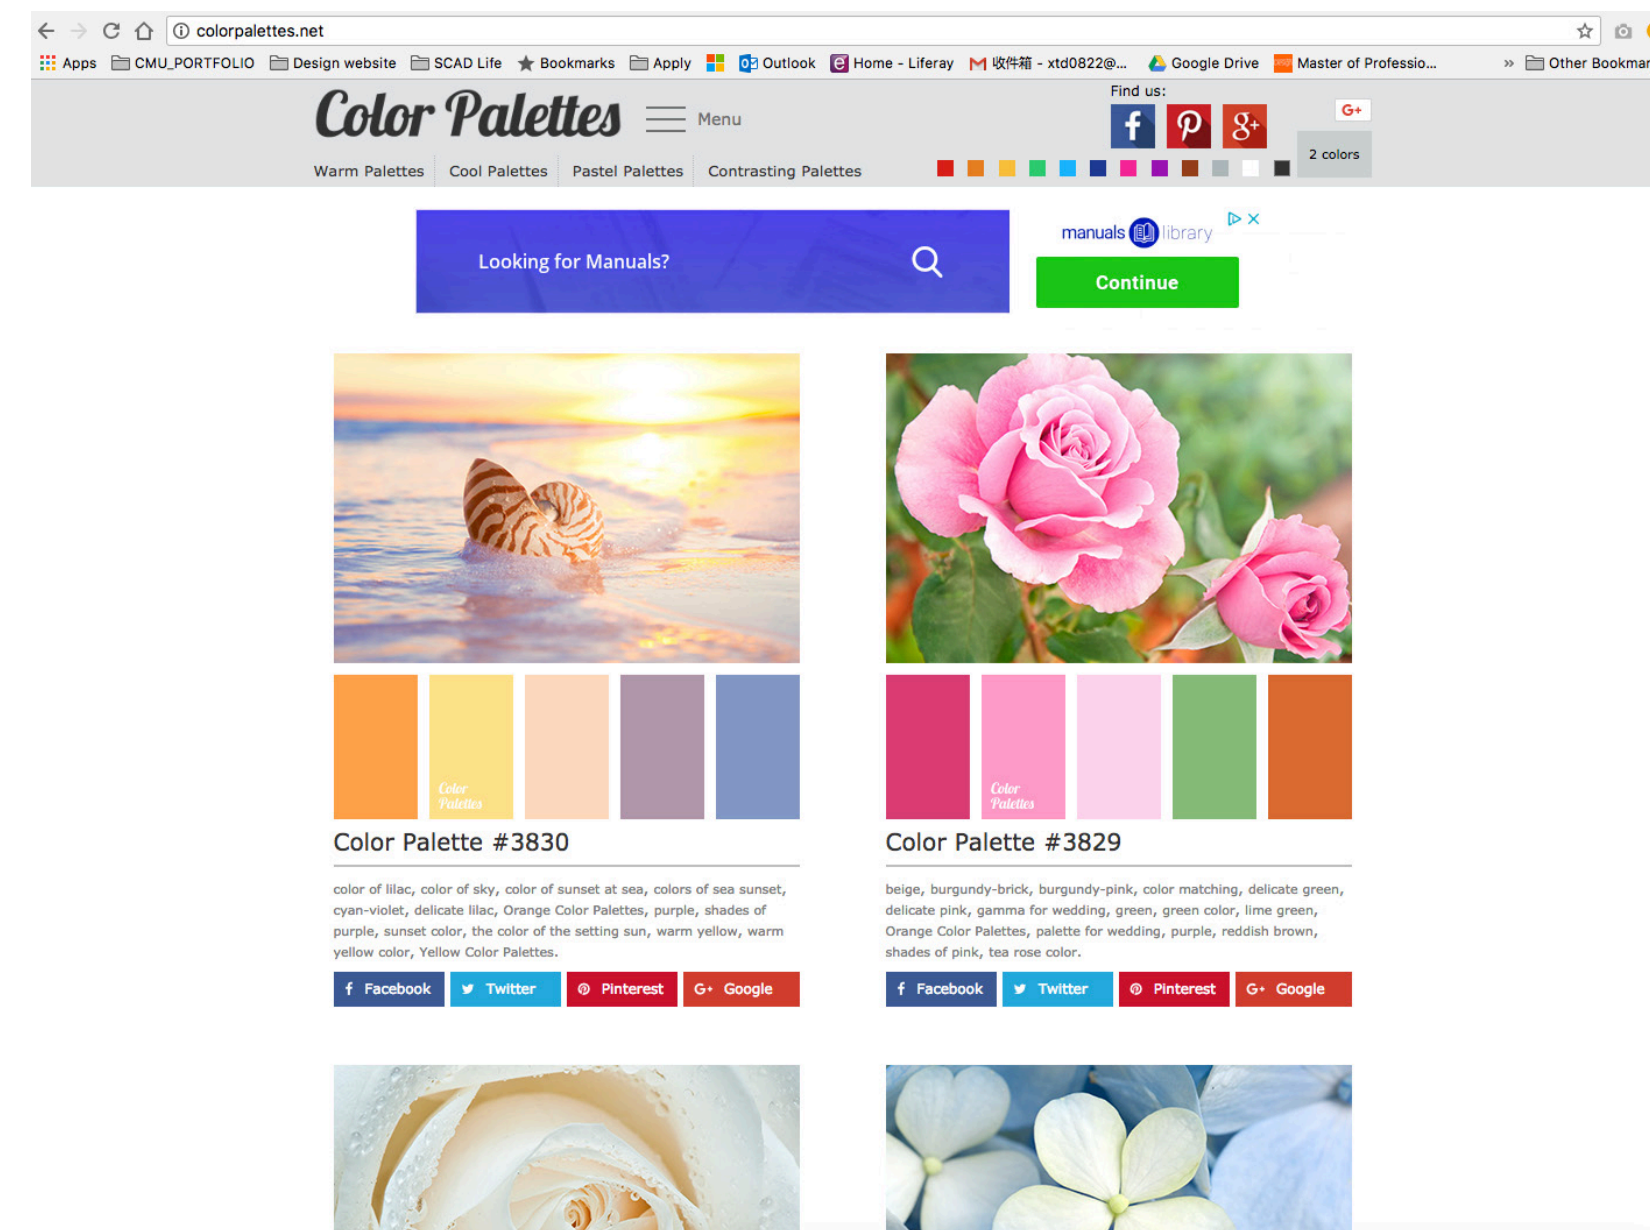 colorpalettes.net
Apps CMU_PORTFOLIO Design website SCAD Life Bookmarks Apply Outlook Home - Liferay 收件箱 - xtd0822@... Google Drive Master of Professio... » Other Bookmar
Color Palettes Menu
Find us:
G+
2 colors
Warm Palettes Cool Palettes Pastel Palettes Contrasting Palettes
Looking for Manuals?
manuals library
Continue
Color
Palettes
Color Palette #3830
color of lilac, color of sky, color of sunset at sea, colors of sea sunset,
cyan-violet, delicate lilac, Orange Color Palettes, purple, shades of
purple, sunset color, the color of the setting sun, warm yellow, warm
yellow color, Yellow Color Palettes.
Facebook Twitter Pinterest G+ Google
Color
Palettes
Color Palette #3829
beige, burgundy-brick, burgundy-pink, color matching, delicate green,
delicate pink, gamma for wedding, green, green color, lime green,
Orange Color Palettes, palette for wedding, purple, reddish brown,
shades of pink, tea rose color.
Facebook Twitter Pinterest G+ Google